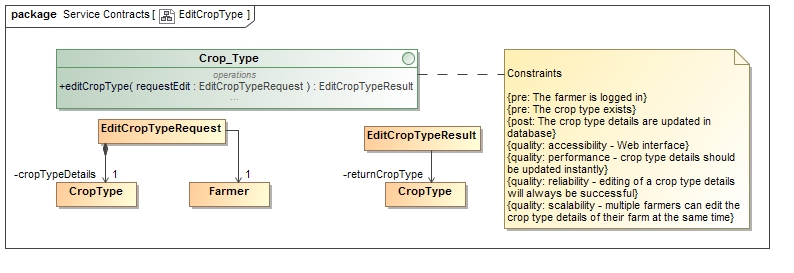 package Service Contracts [ EditCropType ]
Crop_Type
operations
+editCropType( requestEdit : EditCropTypeRequest ) : EditCropTypeResult
...
EditCropTypeRequest
EditCropTypeResult
-cropTypeDetails 1
1
-returnCropType
CropType
Farmer
CropType
Constraints
{pre: The farmer is logged in}
{pre: The crop type exists}
{post: The crop type details are updated in
database}
{quality: accessibility - Web interface}
{quality: performance - crop type details should
be updated instantly}
{quality: reliability - editing of a crop type details
will always be successful}
{quality: scalability - multiple farmers can edit the
crop type details of their farm at the same time}